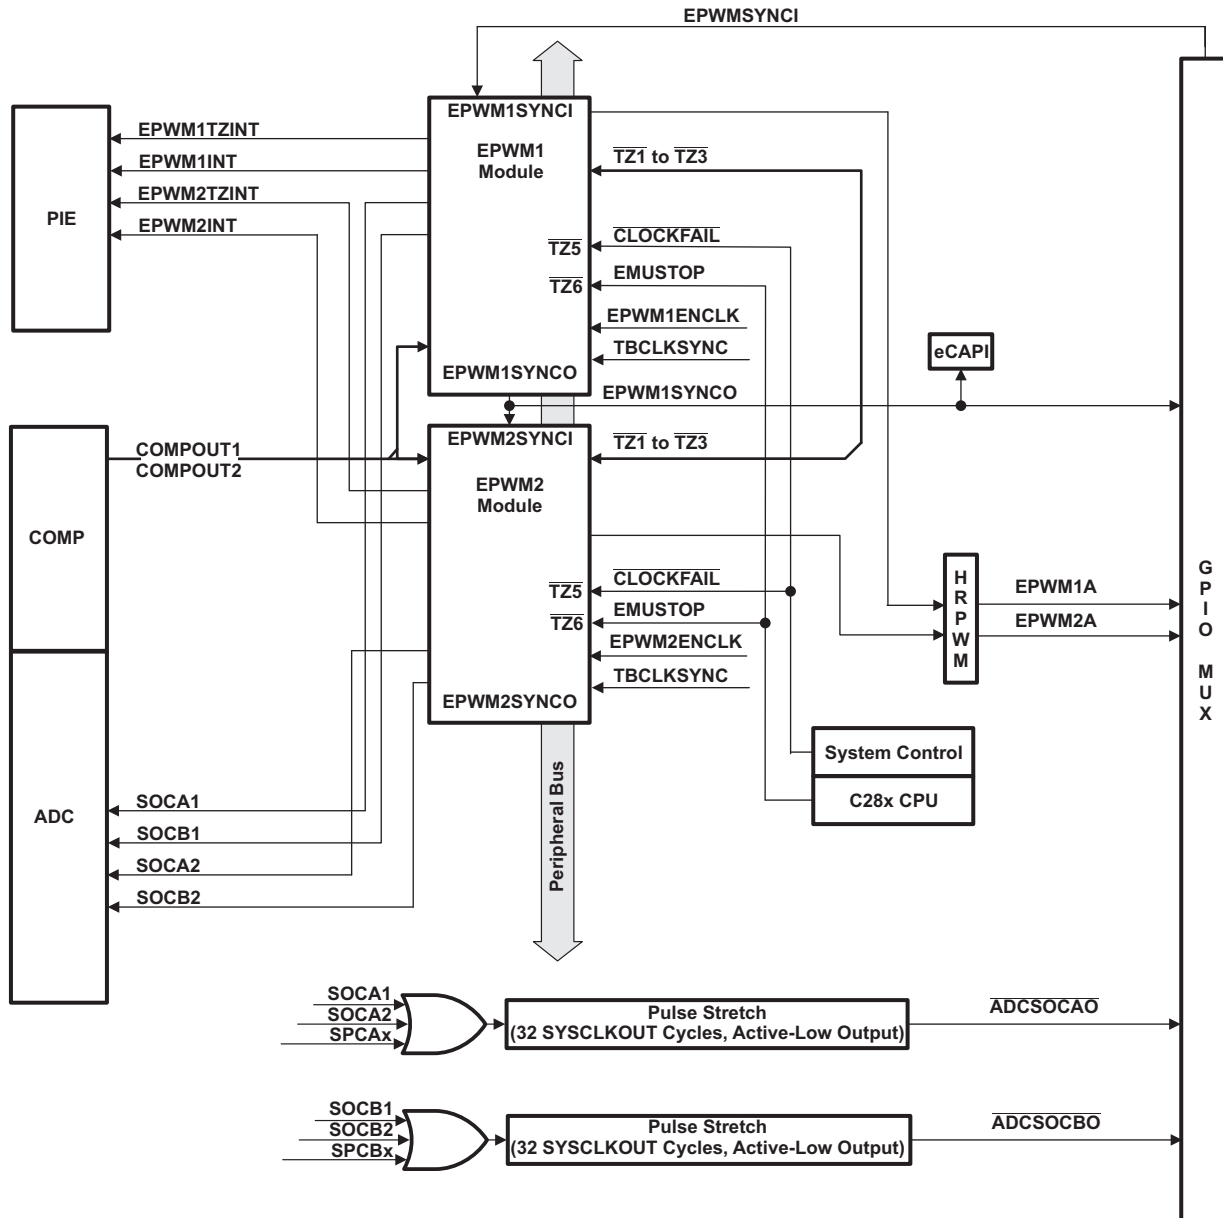 EPWMSYNCI
EPWM1SYNCI
EPWM1TZINT
EPWM1
Module
TZ1 to TZ3
EPWM1INT
EPWM2TZINT
PIE
EPWM2INT
CLOCKFAIL
TZ5
EMUSTOP
TZ6
EPWM1ENCLK
TBCLKSYNC
eCAPI
EPWM1SYNCO
EPWM1SYNCO
EPWM2SYNCI
TZ1 to TZ3
COMPOUT1
COMPOUT2
EPWM2
Module
COMP
CLOCKFAIL
TZ5
EMUSTOP
TZ6
EPWM2ENCLK
TBCLKSYNC
EPWM2SYNCO
HRPWM
EPWM1A
EPWM2A
GPIO MUX
System Control
C28x CPU
ADC
SOCA1
SOCB1
SOCA2
SOCB2
Peripheral Bus
SOCA1
SOCA2
SPCAx
Pulse Stretch
(32 SYSCLKOUT Cycles, Active-Low Output)
ADCSOCAO
SOCB1
SOCB2
SPCBx
Pulse Stretch
(32 SYSCLKOUT Cycles, Active-Low Output)
ADCSOCBO